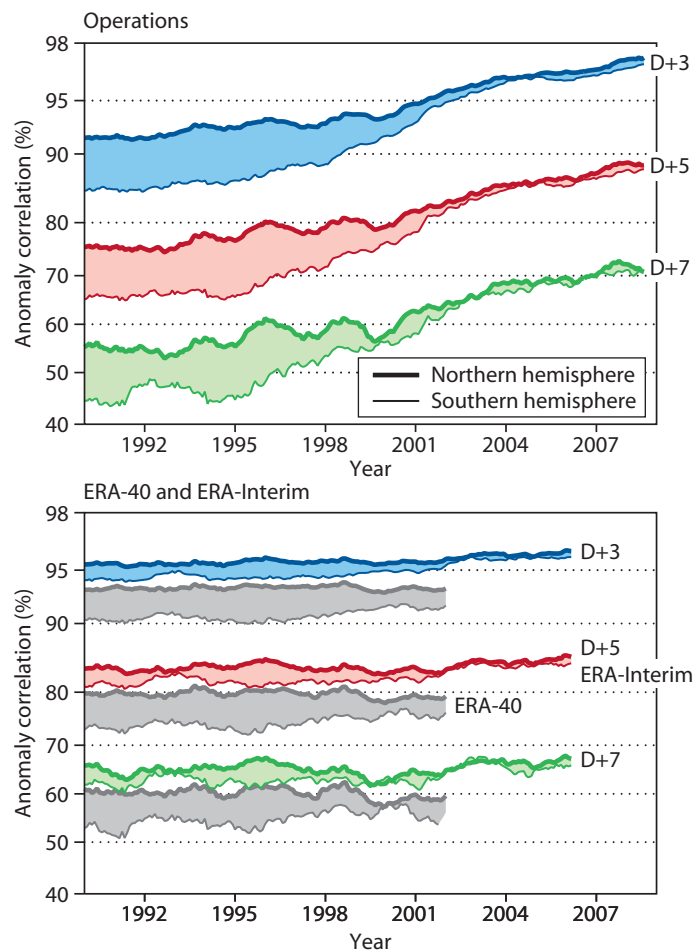 Operations
98
95
90
80
70
60
50
40
Anomaly correlation (%)
D+3
D+5
D+7
Northern hemisphere
Southern hemisphere
1992 1995 1998 2001 2004 2007
Year
ERA-40 and ERA-Interim
98
95
90
80
70
60
50
40
Anomaly correlation (%)
D+3
D+5
ERA-Interim
ERA-40
D+7
1992 1995 1998 2001 2004 2007
Year